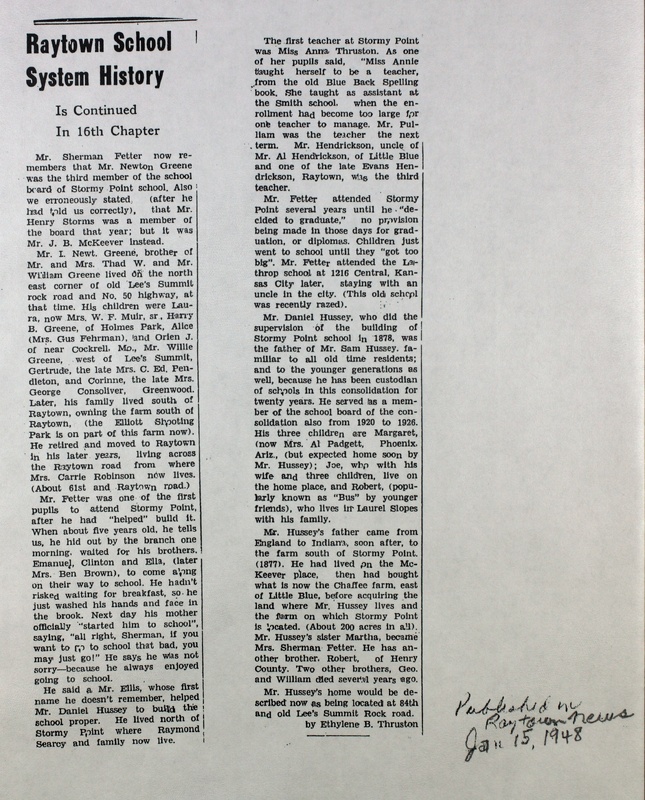 Raytown School
System History
Is Continued
In 16th Chapter
Mr. Sherman Fetter now re-
members that Mr. Newton Greene
was the third member of the school
board of Stormy Point school. Also
we erroneously stated, (after he
had told us correctly), that Mr.
Henry Storms was a member of
the board that year; but it was
Mr. J. B. McKeever instead.
Mr. I. Newt. Greene, brother of
Mr. and Mrs. Thad W. and Mr.
William Greene lived on the north
east corner of old Lee's Summit
rock road and No. 50 highway, at
that time. His children were Lau-
ra, now Mrs. W. F. Muir, sr., Harry
B. Greene, of Holmes Park, Alice
(Mrs. Gus Fehrman), and Orien J.
of near Cockrell, Mo., Mr. Willie
Greene, west of Lee's Summit,
Gertrude, the late Mrs. C. Ed. Pen-
dleton, and Corinne, the late Mrs.
George Consoliver, Greenwood.
Later, his family lived south of
Raytown, owning the farm south of
Raytown, (the Elliott Shooting
Park is on part of this farm now).
He retired and moved to Raytown
in his later years, living across
the Raytown road from where
Mrs. Carrie Robinson now lives.
(About 61st and Raytown road.)
Mr. Fetter was one of the first
pupils to attend Stormy Point,
after he had "helped" build it.
When about five years old, he tells
us, he hid out by the branch one
morning, waited for his brothers,
Emanuel, Clinton and Ella, (later
Mrs. Ben Brown), to come along
on their way to school. He hadn't
risked waiting for breakfast, so he
just washed his hands and face in
the brook. Next day his mother
officially "started him to school",
saying, "all right, Sherman, if you
want to go to school that bad, you
may just go!" He says he was not
sorry—because he always enjoyed
going to school.
He said a Mr. Ellis, whose first
name he doesn't remember, helped
Mr. Daniel Hussey to build the
school proper. He lived north of
Stormy Point where Raymond
Searcy and family now live.
The first teacher at Stormy Point
was Miss Anna Thruston. As one
of her pupils said, "Miss Annie
taught herself to be a teacher,
from the old Blue Back Spelling
book. She taught as assistant at
the Smith school, when the en-
rollment had become too large for
one teacher to manage. Mr. Pul-
liam was the teacher the next
term. Mr. Hendrickson, uncle of
Mr. Al Hendrickson, of Little Blue
and one of the late Evans Hen-
drickson, Raytown, was the third
teacher.
Mr. Fetter attended Stormy
Point several years until he "de-
cided to graduate," no provision
being made in those days for grad-
uation, or diplomas. Children just
went to school until they "got too
big". Mr. Fetter attended the La-
throp school at 1216 Central, Kan-
sas City later, staying with an
uncle in the city. (This old school
was recently razed).
Mr. Daniel Hussey, who did the
supervision of the building of
Stormy Point school in 1878, was
the father of Mr. Sam Hussey, fa-
miliar to all old time residents;
and to the younger generations as
well, because he has been custodian
of schools in this consolidation for
twenty years. He served as a mem-
ber of the school board of the con-
solidation also from 1920 to 1926.
His three children are Margaret,
(now Mrs. Al Padgett, Phoenix,
Ariz., (but expected home soon by
Mr. Hussey); Joe, who with his
wife and three children, live on
the home place, and Robert, (popu-
larly known as "Bus" by younger
friends), who lives in Laurel Slopes
with his family.
Mr. Hussey's father came from
England to Indiana, soon after, to
the farm south of Stormy Point.
(1877). He had lived on the Mc-
Keever place, then had bought
what is now the Chaffee farm, east
of Little Blue, before acquiring the
land where Mr. Hussey lives and
the farm on which Stormy Point
is located. (About 200 acres in all).
Mr. Hussey's sister Martha, became
Mrs. Sherman Fetter. He has an-
other brother. Robert, of Henry
County. Two other brothers, Geo.
and William died several years ago.
Mr. Hussey's home would be de-
scribed now as being located at 84th
and old Lee's Summit Rock road.
by Ethylene B. Thruston
Published in
Raytown News
Jan 15, 1948